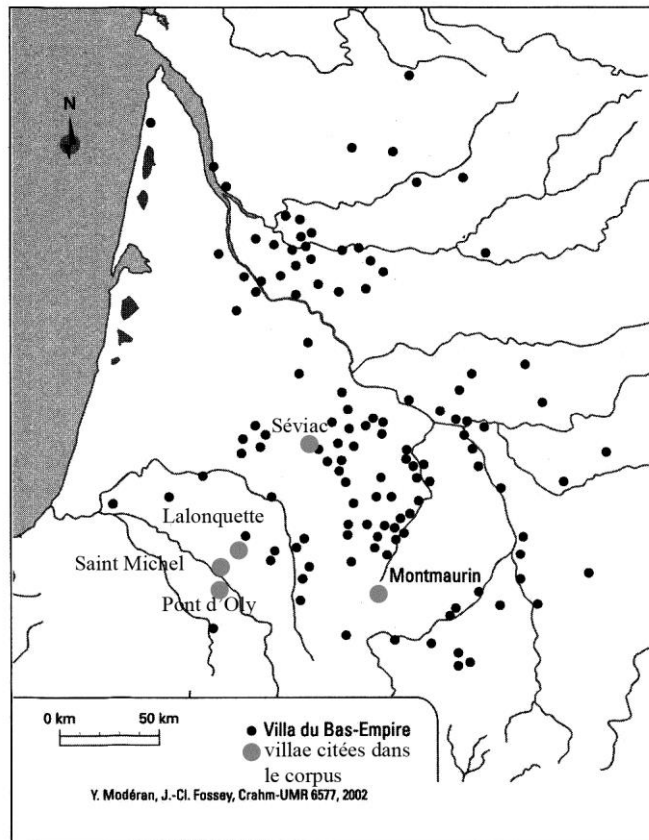 N
Séviac
Lalonquette
Saint Michel
Montmaurin
Pont d'Oly
0 km 50 km
Villa du Bas-Empire
villae citées dans
le corpus
Y. Modéran, J.-Cl. Fossey, Crahm-UMR 6577, 2002